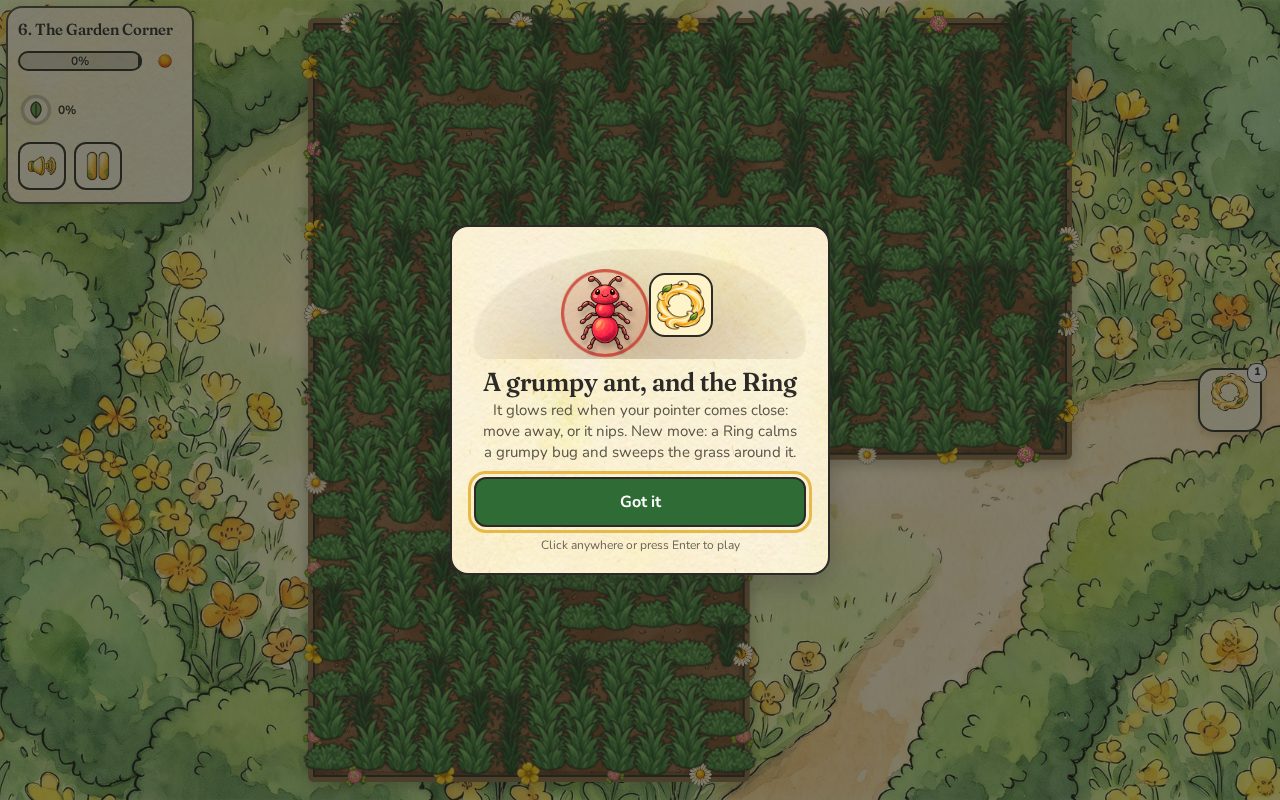 6. The Garden Corner
0%
0%
1
A grumpy ant, and the Ring
It glows red when your pointer comes close:
move away, or it nips. New move: a Ring calms
a grumpy bug and sweeps the grass around it.
Got it
Click anywhere or press Enter to play